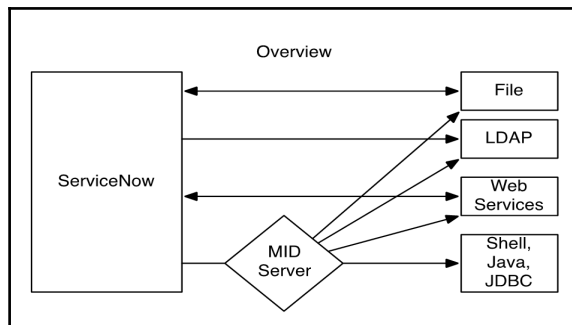 Overview
ServiceNow
File
LDAP
Web
Services
MID
Server
Shell,
Java,
JDBC